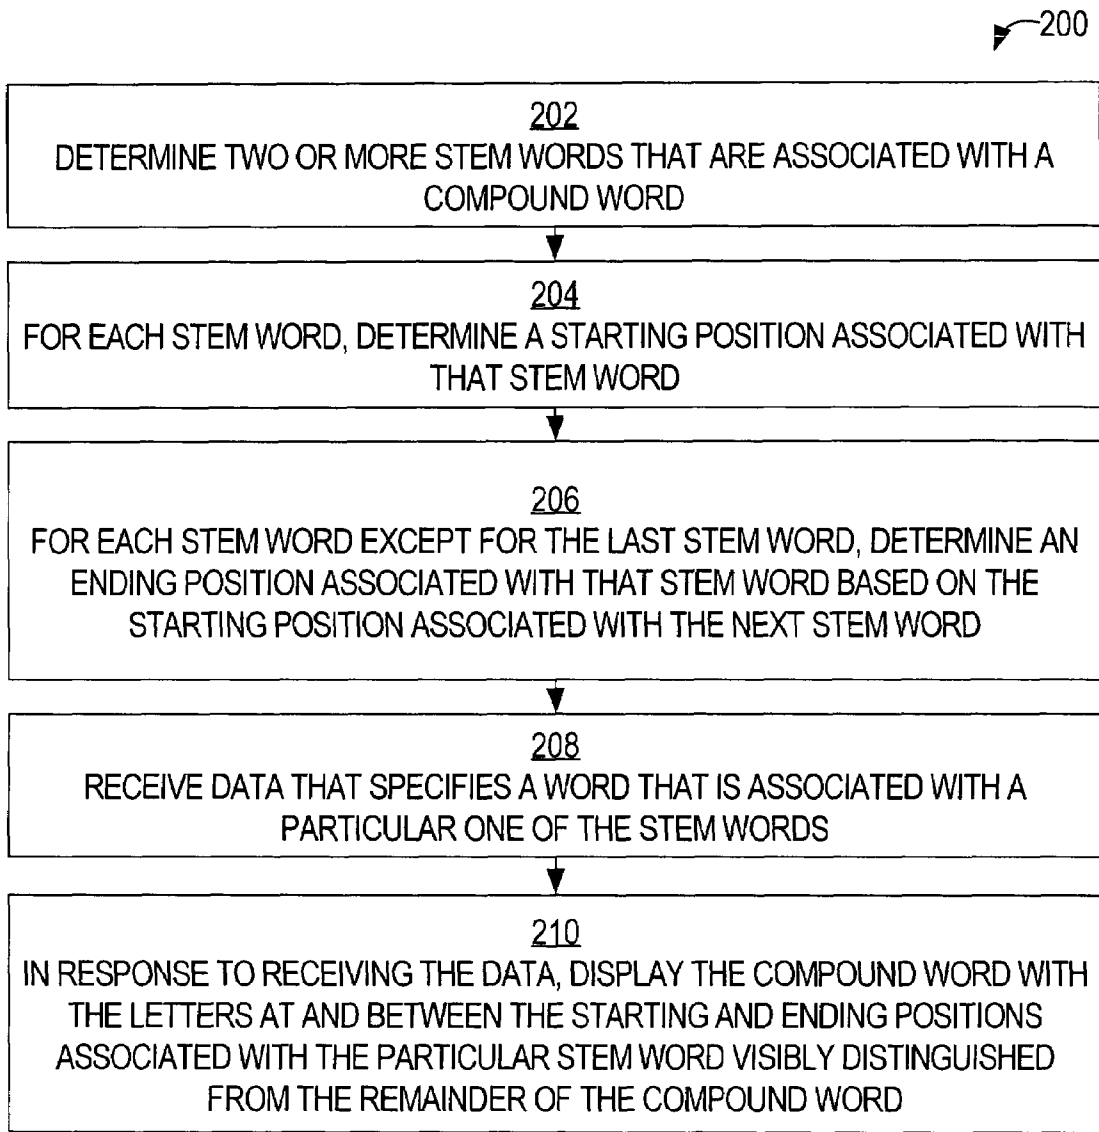 200
202
DETERMINE TWO OR MORE STEM WORDS THAT ARE ASSOCIATED WITH A
COMPOUND WORD
204
FOR EACH STEM WORD, DETERMINE A STARTING POSITION ASSOCIATED WITH
THAT STEM WORD
206
FOR EACH STEM WORD EXCEPT FOR THE LAST STEM WORD, DETERMINE AN
ENDING POSITION ASSOCIATED WITH THAT STEM WORD BASED ON THE
STARTING POSITION ASSOCIATED WITH THE NEXT STEM WORD
208
RECEIVE DATA THAT SPECIFIES A WORD THAT IS ASSOCIATED WITH A
PARTICULAR ONE OF THE STEM WORDS
210
IN RESPONSE TO RECEIVING THE DATA, DISPLAY THE COMPOUND WORD WITH
THE LETTERS AT AND BETWEEN THE STARTING AND ENDING POSITIONS
ASSOCIATED WITH THE PARTICULAR STEM WORD VISIBLY DISTINGUISHED
FROM THE REMAINDER OF THE COMPOUND WORD